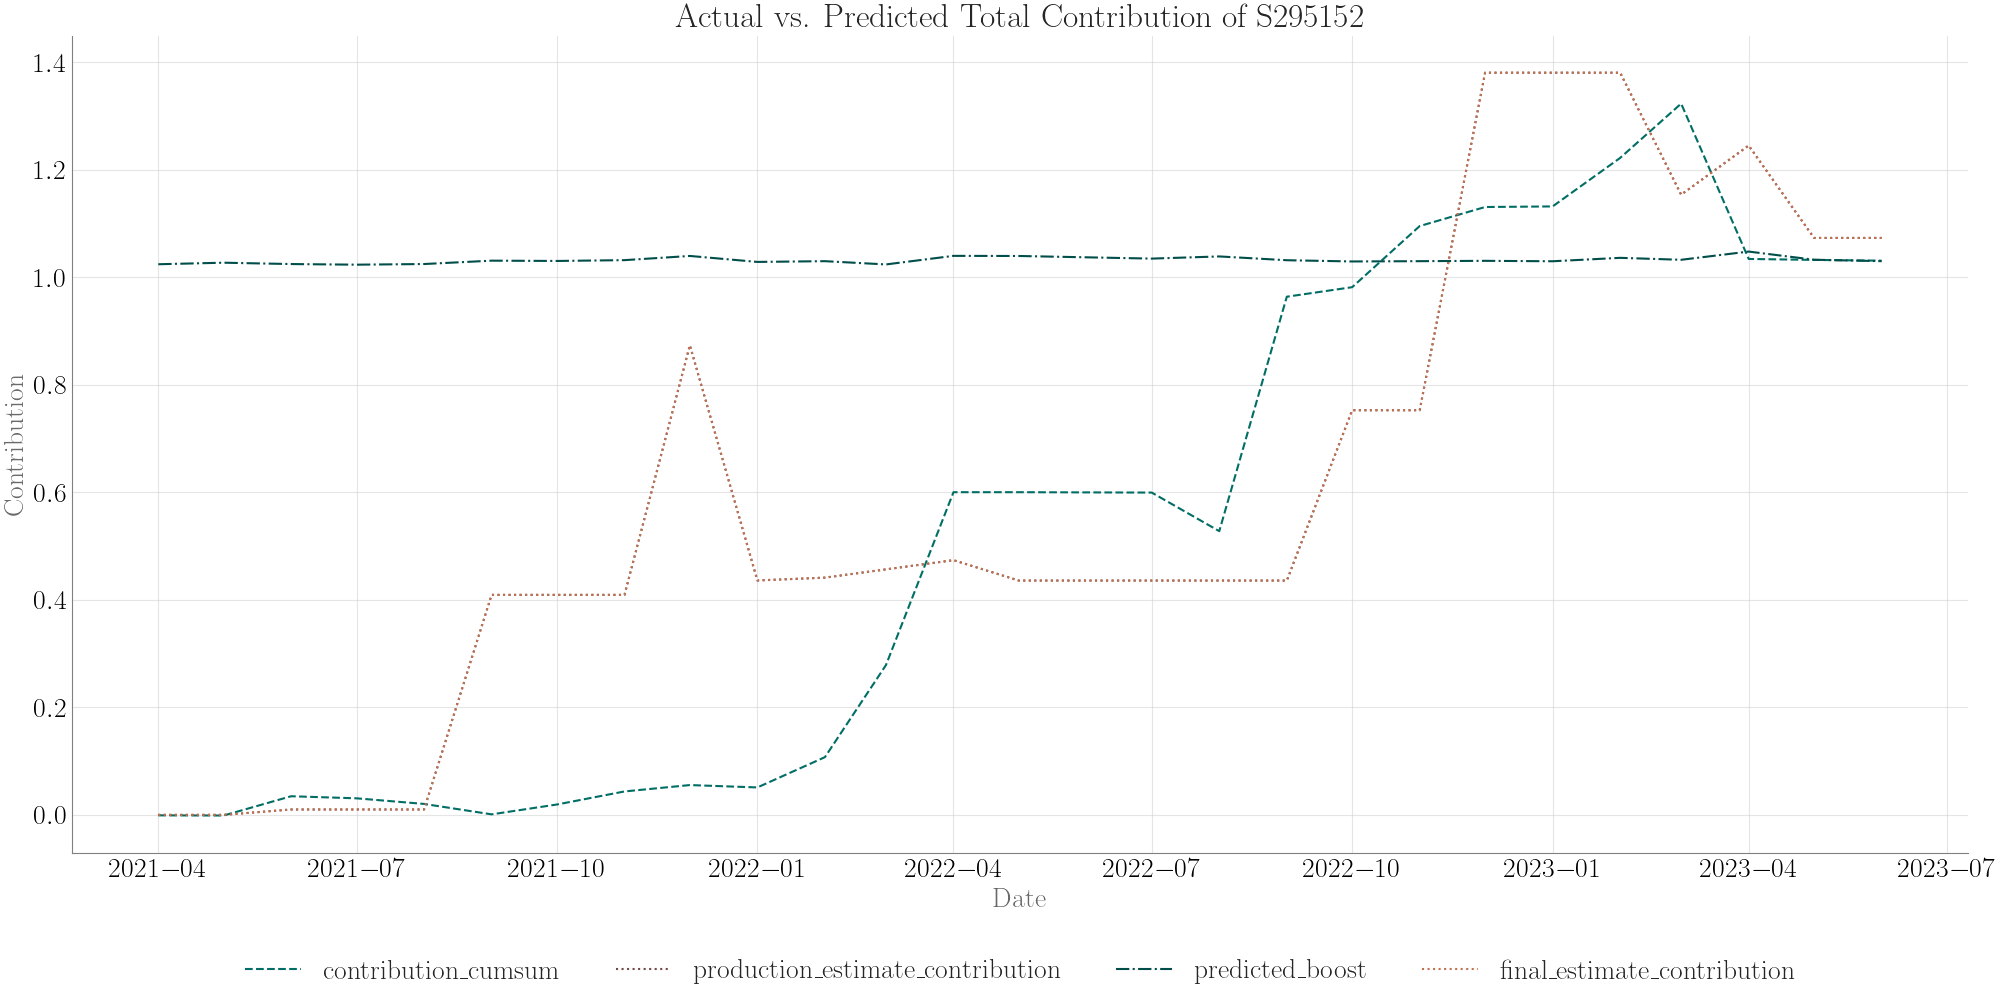 Actual vs. Predicted Total Contribution of S295152
1.4
1.2
1.0
0.8
0.6
0.4
0.2
0.0
Contribution
2021−04 2021−07 2021−10 2022−01 2022−04 2022−07 2022−10 2023−01 2023−04 2023−07
Date
contribution_cumsum production_estimate_contribution predicted_boost final_estimate_contribution